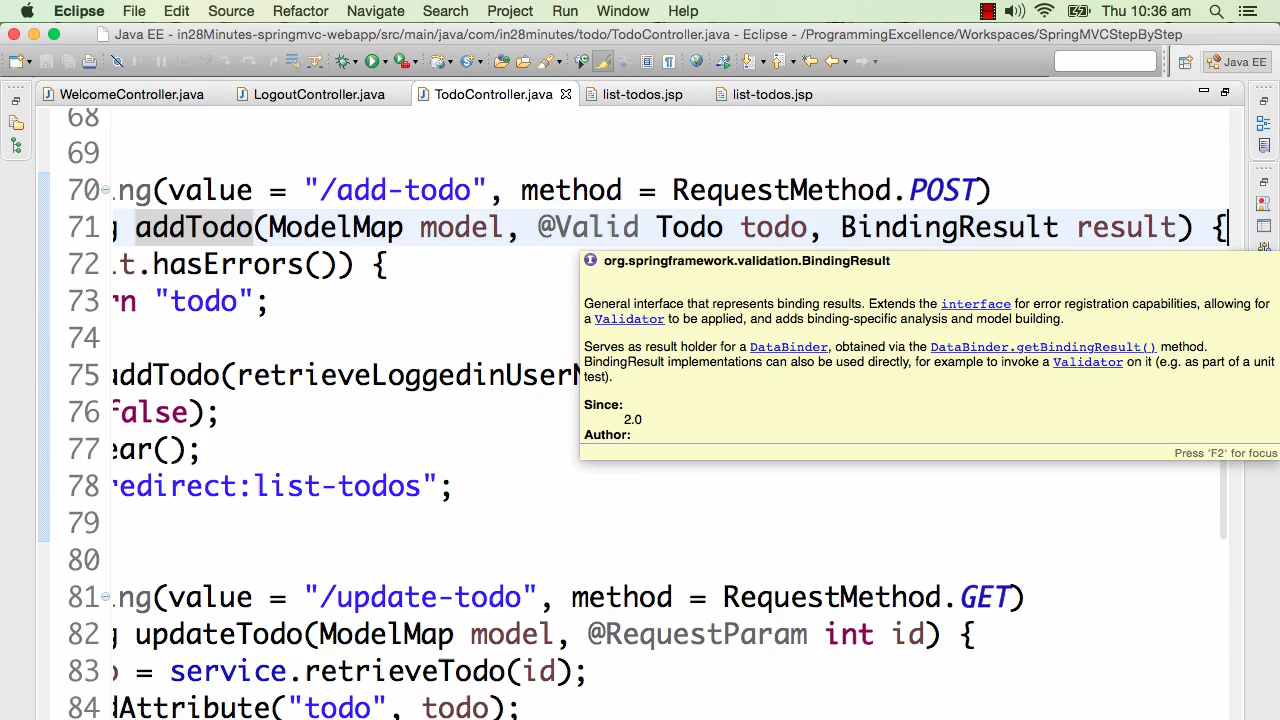 Eclipse File Edit Source Refactor Navigate Search Project Run Window Help Thu 10:36 am
Java EE - in28Minutes-springmvc-webapp/src/main/java/com/in28minutes/todo/TodoController.java - Eclipse - /ProgrammingExcellence/Workspaces/SpringMVCStepByStep
Java EE
WelcomeController.java LogoutController.java TodoController.java list-todos.jsp list-todos.jsp
68
69
70 ing(value = "/add-todo", method = RequestMethod.POST)
71 g addTodo(ModelMap model, @Valid Todo todo, BindingResult result) {
72 lt.hasErrors()) {
73 rn "todo";
74
75 addTodo(retrieveLoggedinUserN
76 false);
77 ear();
78 redirect:list-todos";
79
80
81 ing(value = "/update-todo", method = RequestMethod.GET)
82 g updateTodo(ModelMap model, @RequestParam int id) {
83 o = service.retrieveTodo(id);
84 dAttribute("todo", todo);
org.springframework.validation.BindingResult
General interface that represents binding results. Extends the interface for error registration capabilities, allowing for
a Validator to be applied, and adds binding-specific analysis and model building.
Serves as result holder for a DataBinder, obtained via the DataBinder.getBindingResult() method.
BindingResult implementations can also be used directly, for example to invoke a Validator on it (e.g. as part of a unit
test).
Since:
2.0
Author:
Press 'F2' for focus